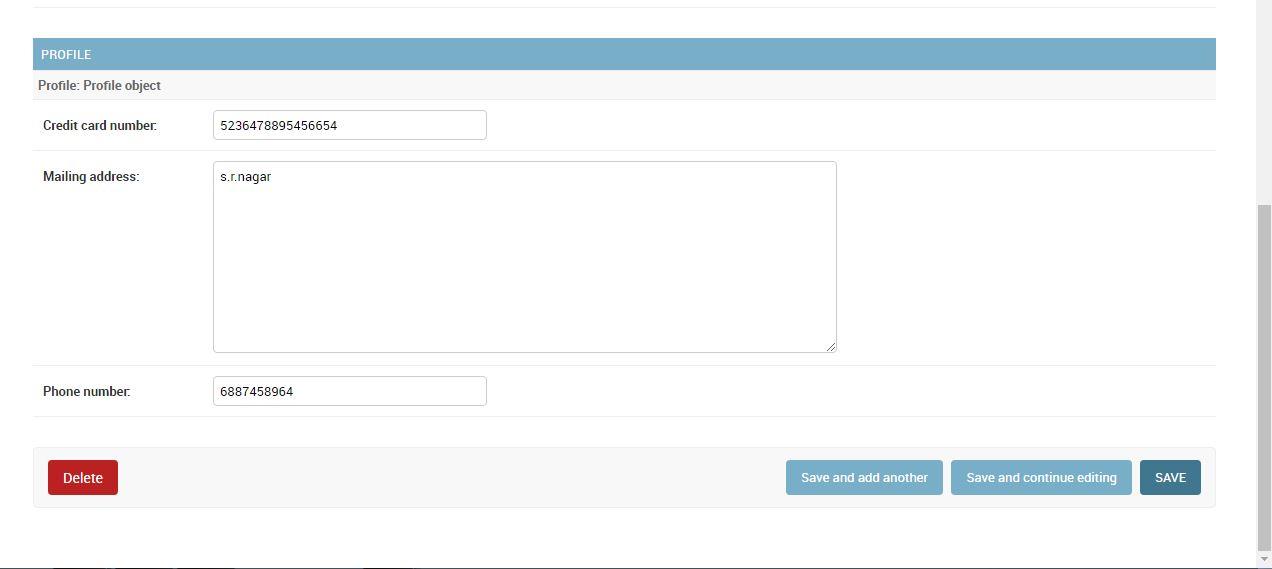 PROFILE
Profile: Profile object
Credit card number: 5236478895456654
Mailing address: s.r.nagar
Phone number: 6887458964
Delete Save and add another Save and continue editing SAVE